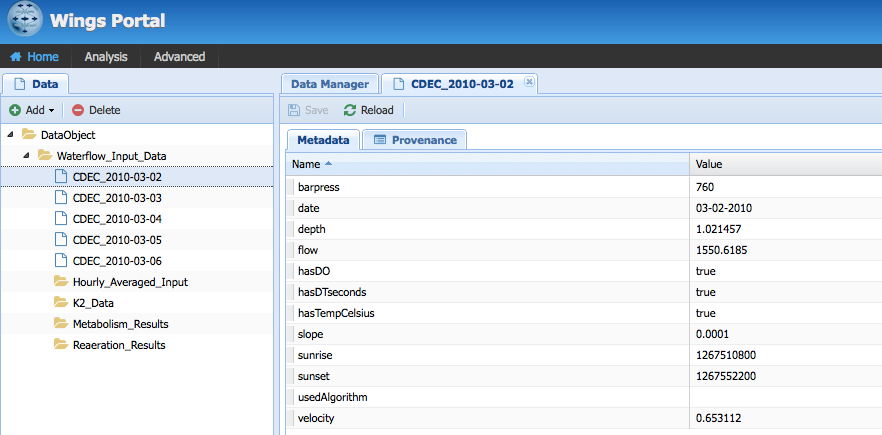 Wings Portal
Home Analysis Advanced
Data
Add Delete
DataObject
Waterflow_Input_Data
CDEC_2010-03-02
CDEC_2010-03-03
CDEC_2010-03-04
CDEC_2010-03-05
CDEC_2010-03-06
Hourly_Averaged_Input
K2_Data
Metabolism_Results
Reaeration_Results
Data Manager CDEC_2010-03-02
Save Reload
Metadata Provenance
Name Value
barpress 760
date 03-02-2010
depth 1.021457
flow 1550.6185
hasDO true
hasDTseconds true
hasTempCelsius true
slope 0.0001
sunrise 1267510800
sunset 1267552200
usedAlgorithm
velocity 0.653112